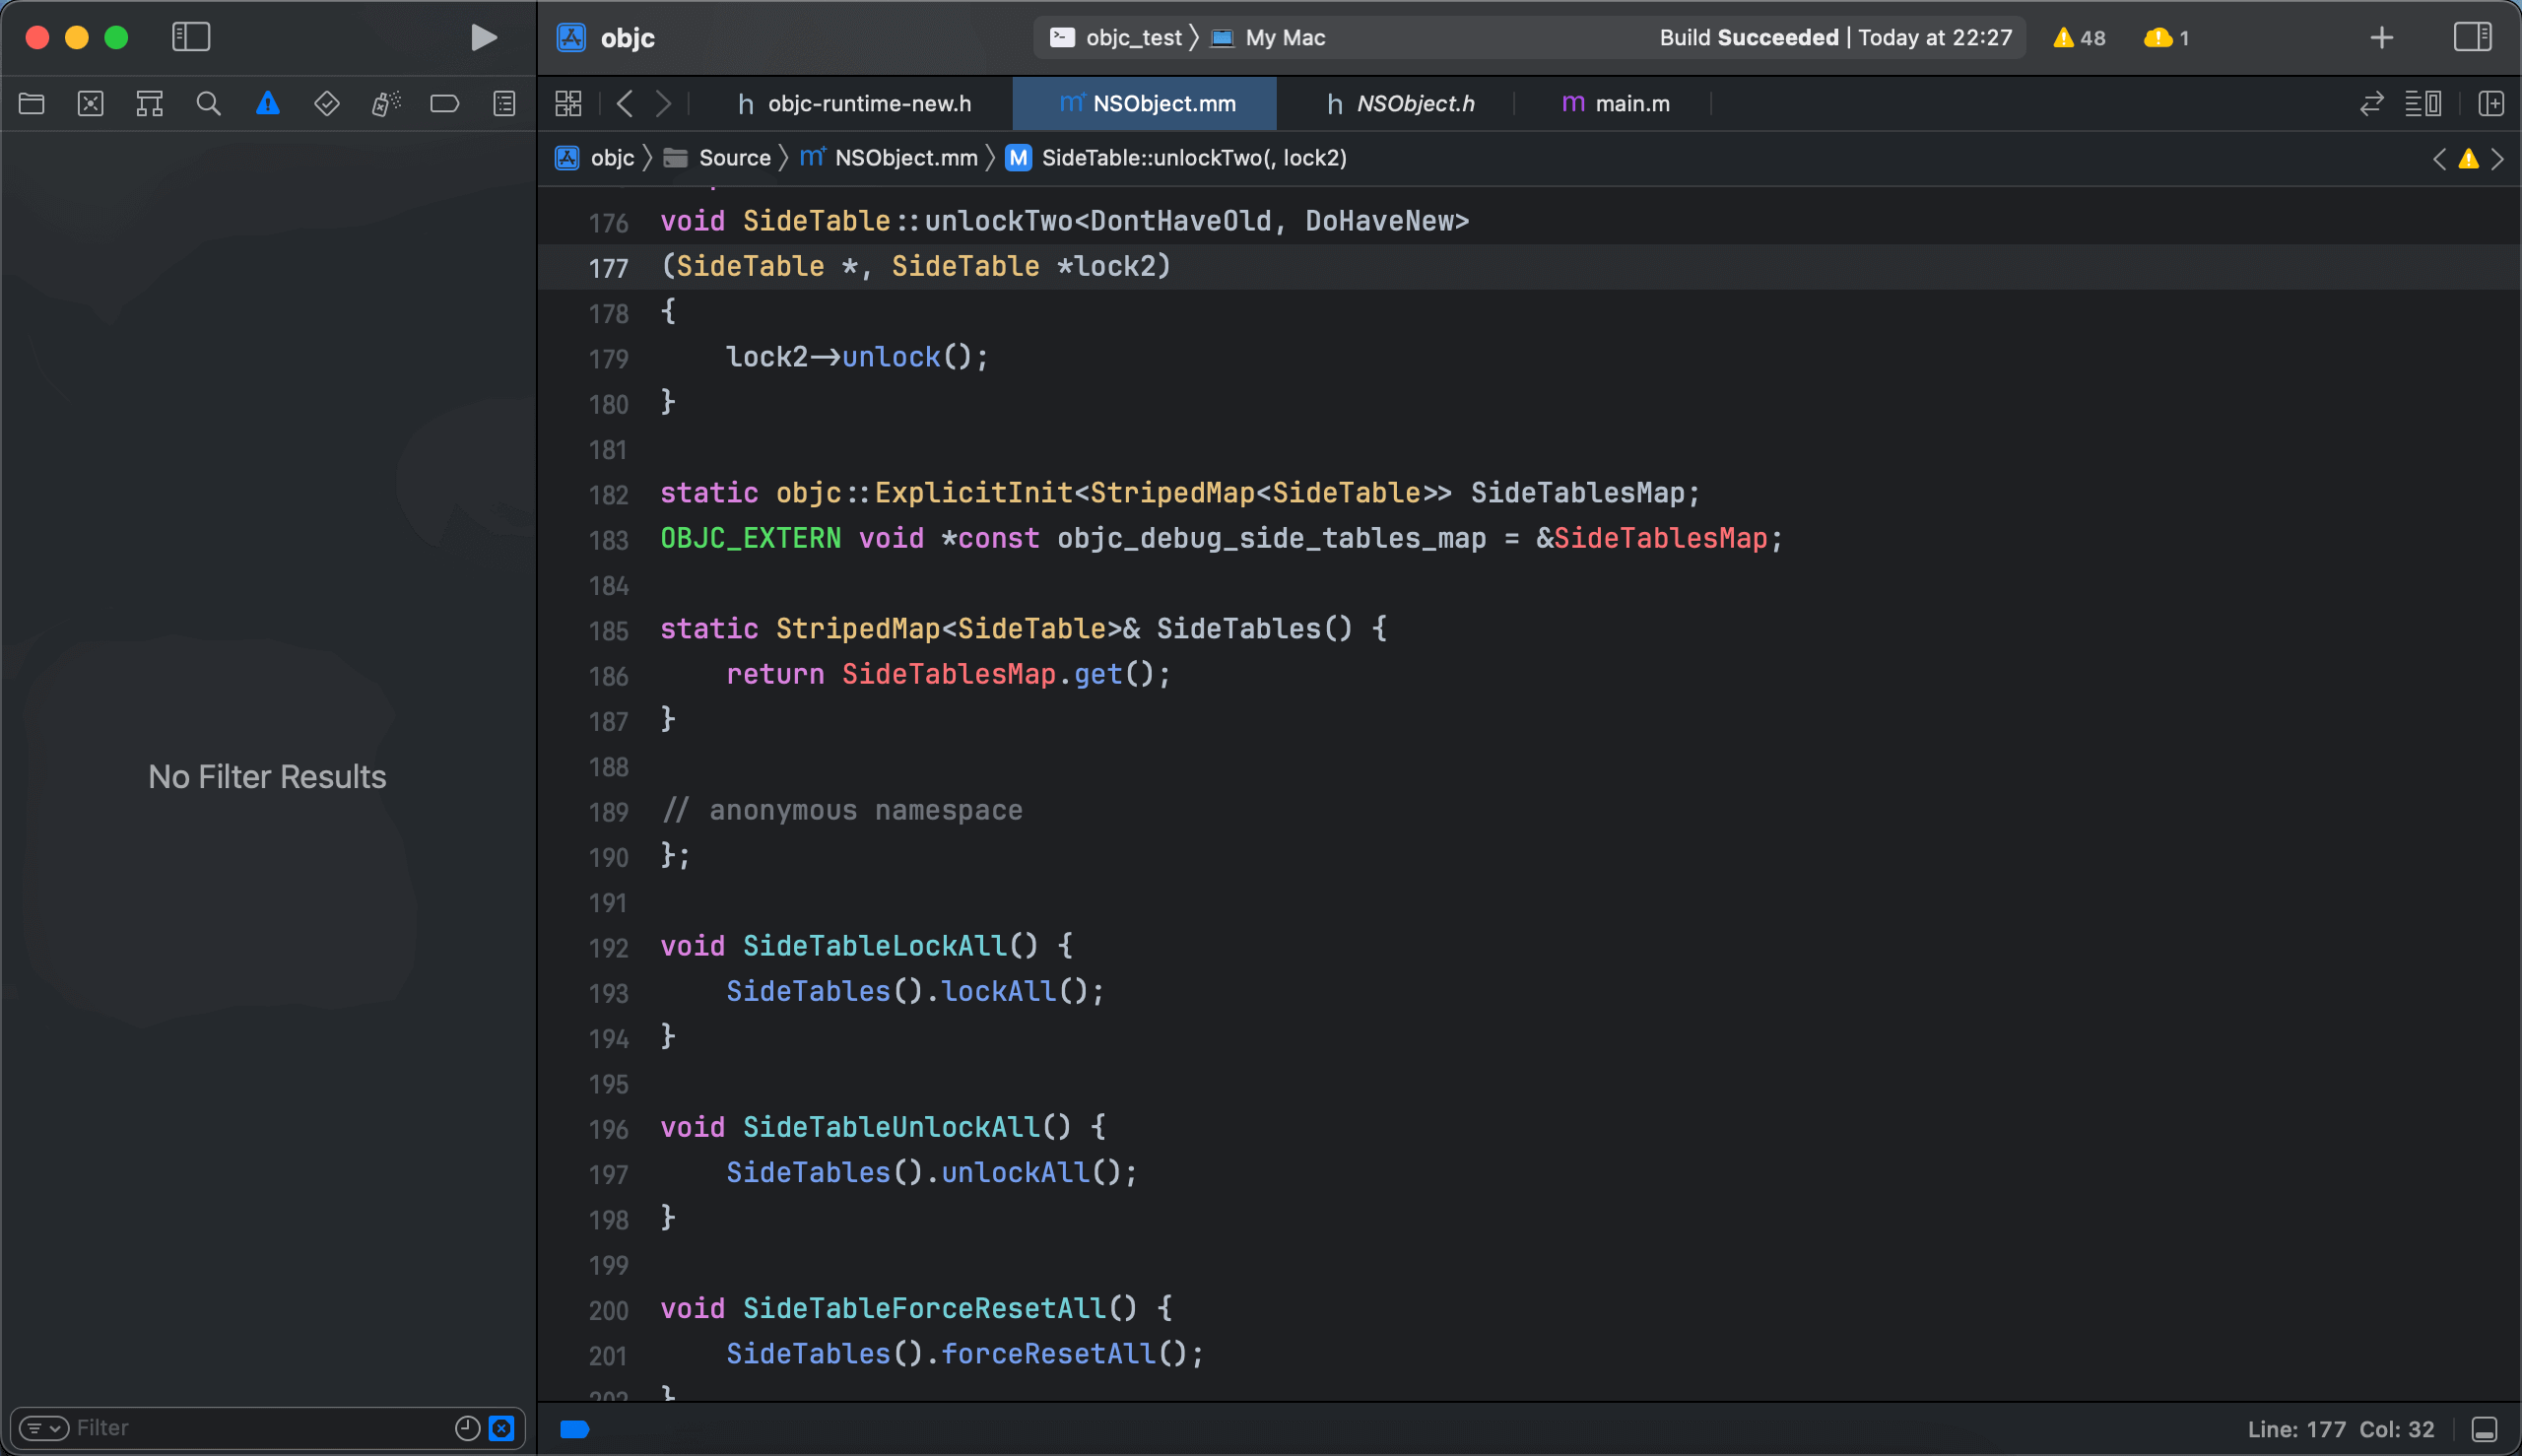 objc
objc_test My Mac
Build Succeeded | Today at 22:27
48
1
objc-runtime-new.h
NSObject.mm
NSObject.h
main.m
objc Source NSObject.mm M SideTable::unlockTwo(, lock2)
176 void SideTable::unlockTwo<DontHaveOld, DoHaveNew>
177 (SideTable *, SideTable *lock2)
178 {
179     lock2->unlock();
180 }
181
182 static objc::ExplicitInit<StripedMap<SideTable>> SideTablesMap;
183 OBJC_EXTERN void *const objc_debug_side_tables_map = &SideTablesMap;
184
185 static StripedMap<SideTable>& SideTables() {
186     return SideTablesMap.get();
187 }
188
189 // anonymous namespace
190 };
191
192 void SideTableLockAll() {
193     SideTables().lockAll();
194 }
195
196 void SideTableUnlockAll() {
197     SideTables().unlockAll();
198 }
199
200 void SideTableForceResetAll() {
201     SideTables().forceResetAll();
202 }
No Filter Results
Filter
Line: 177 Col: 32